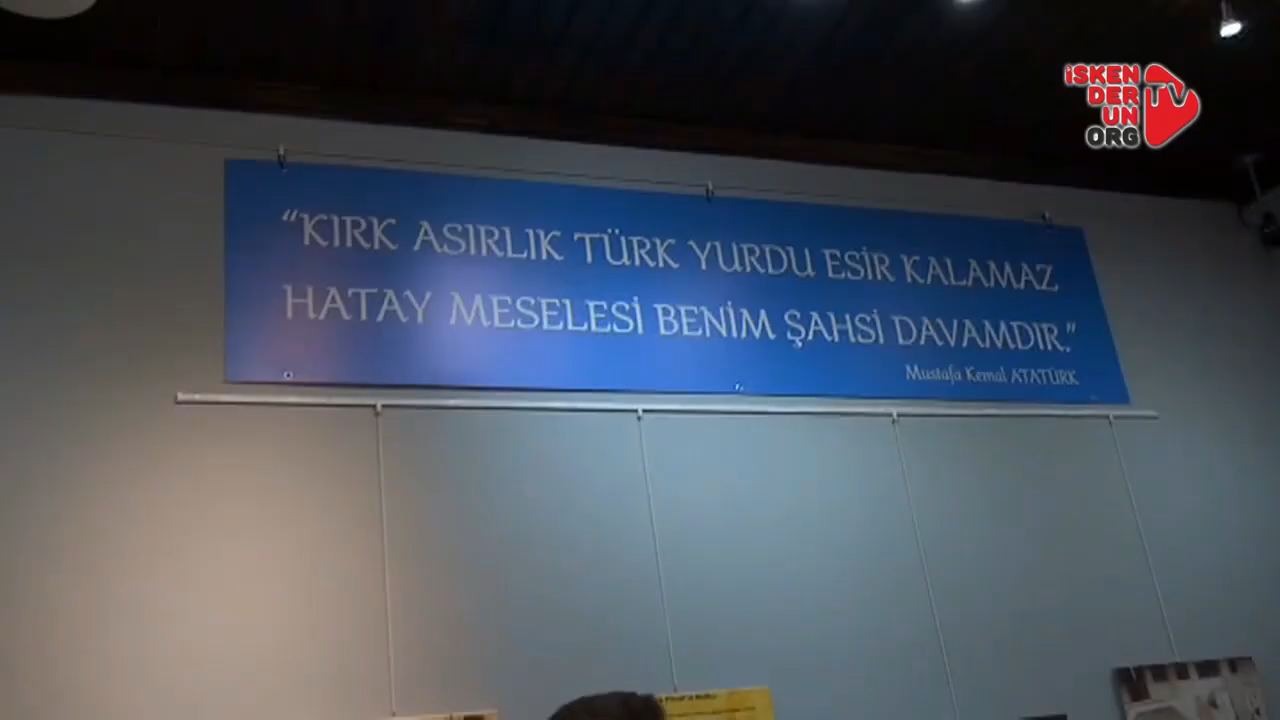 İSKEN
DER
UN
ORG
TV
“KIRK ASIRLIK TÜRK YURDU ESİR KALAMAZ
HATAY MESELESİ BENİM ŞAHSİ DAVAMDIR.”
Mustafa Kemal ATATÜRK